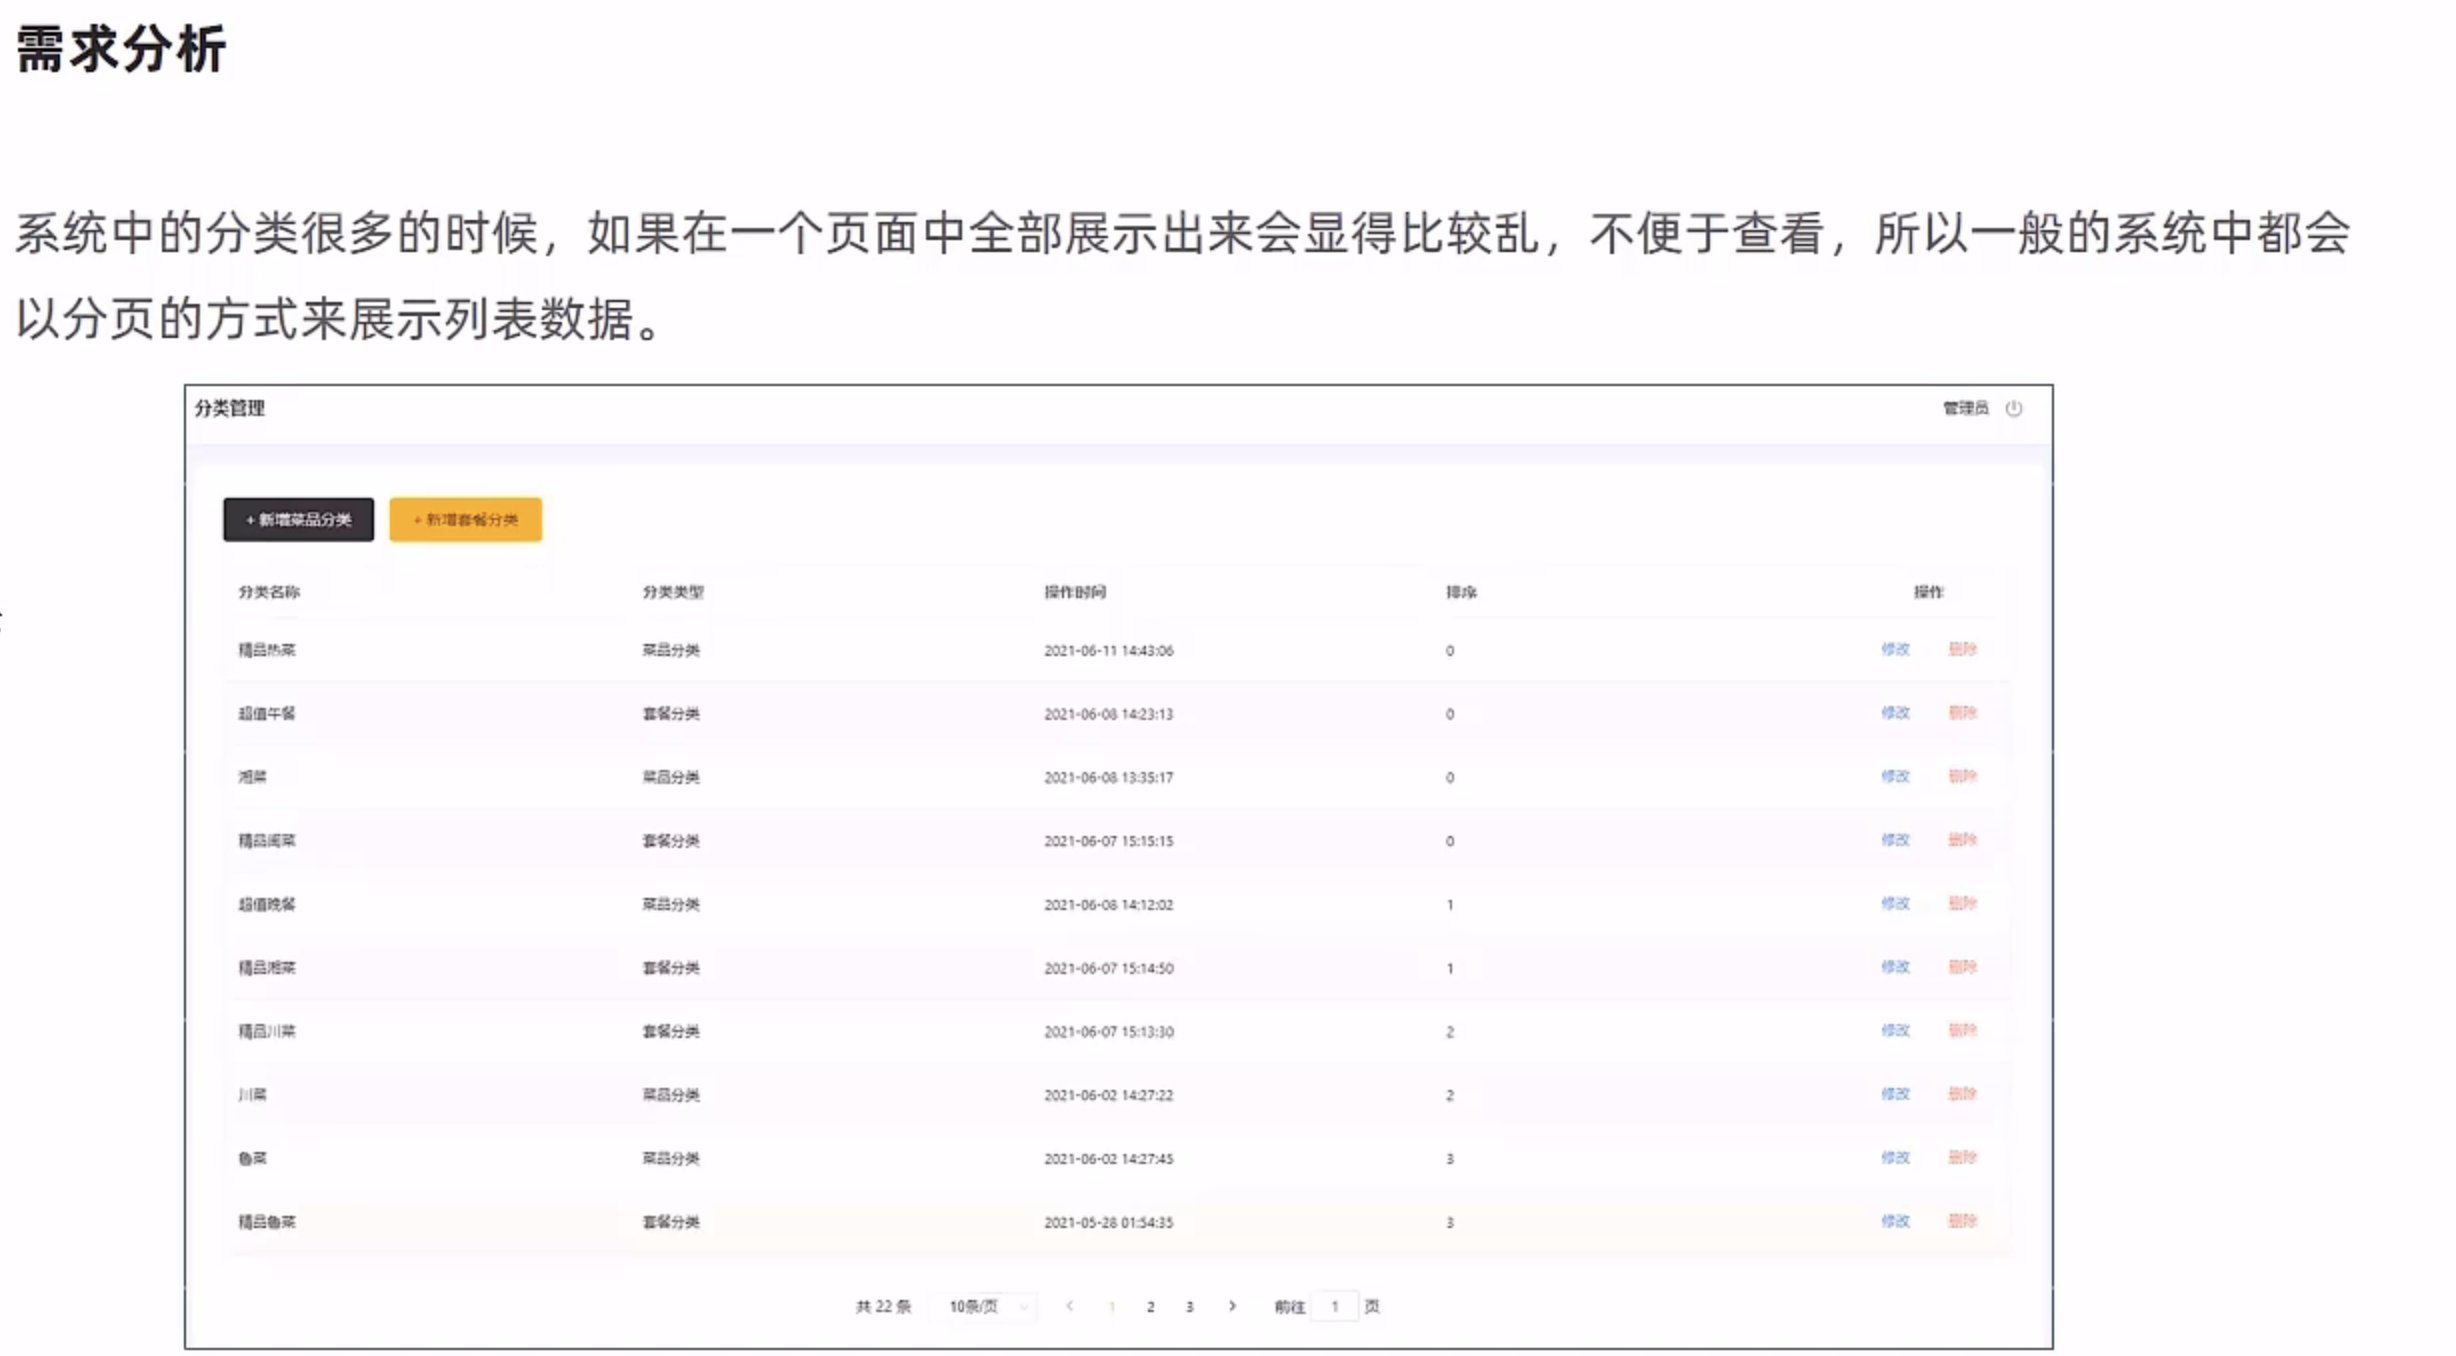 需求分析
系统中的分类很多的时候，如果在一个页面中全部展示出来会显得比较乱，不便于查看，所以一般的系统中都会
以分页的方式来展示列表数据。
分类管理 管理员
+ 新增菜品分类 + 新增套餐分类
分类名称 分类类型 操作时间 排序 操作
精品热菜 菜品分类 2021-06-11 14:43:06 0 修改 删除
超值午餐 套餐分类 2021-06-08 14:23:13 0 修改 删除
湘菜 菜品分类 2021-06-08 13:35:17 0 修改 删除
精品闽菜 套餐分类 2021-06-07 15:15:15 0 修改 删除
超值晚餐 菜品分类 2021-06-08 14:12:02 1 修改 删除
精品湘菜 套餐分类 2021-06-07 15:14:50 1 修改 删除
精品川菜 套餐分类 2021-06-07 15:13:30 2 修改 删除
川菜 菜品分类 2021-06-02 14:27:22 2 修改 删除
鲁菜 菜品分类 2021-06-02 14:27:45 3 修改 删除
精品鲁菜 套餐分类 2021-05-28 01:54:35 3 修改 删除
共 22 条 10条/页 < 1 2 3 > 前往 1 页